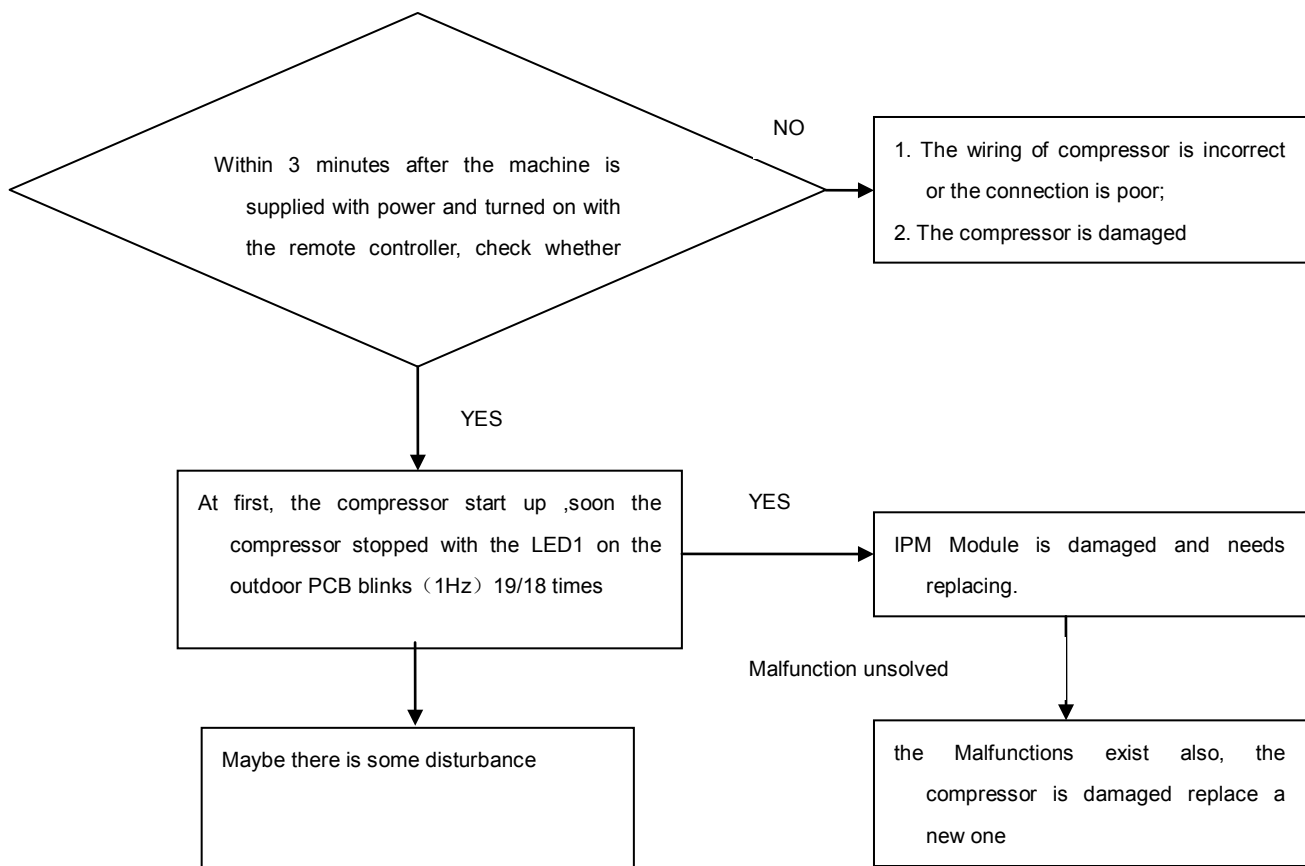 NO
Within 3 minutes after the machine is
supplied with power and turned on with
the remote controller, check whether
1. The wiring of compressor is incorrect
or the connection is poor;
2. The compressor is damaged
YES
At first, the compressor start up ,soon the
compressor stopped with the LED1 on the
outdoor PCB blinks（1Hz）19/18 times
YES
IPM Module is damaged and needs
replacing.
Malfunction unsolved
Maybe there is some disturbance
the Malfunctions exist also, the
compressor is damaged replace a
new one